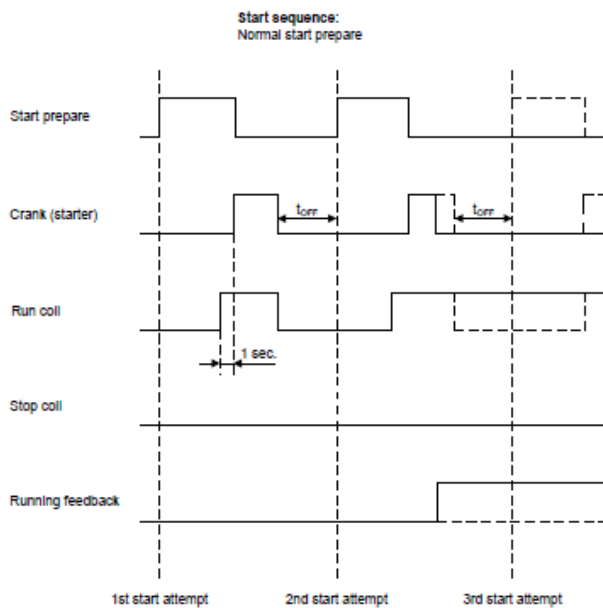 Start sequence:
Normal start prepare
Start prepare
Crank (starter)
tOFF
tOFF
Run coil
1 sec.
Stop coil
Running feedback
1st start attempt
2nd start attempt
3rd start attempt